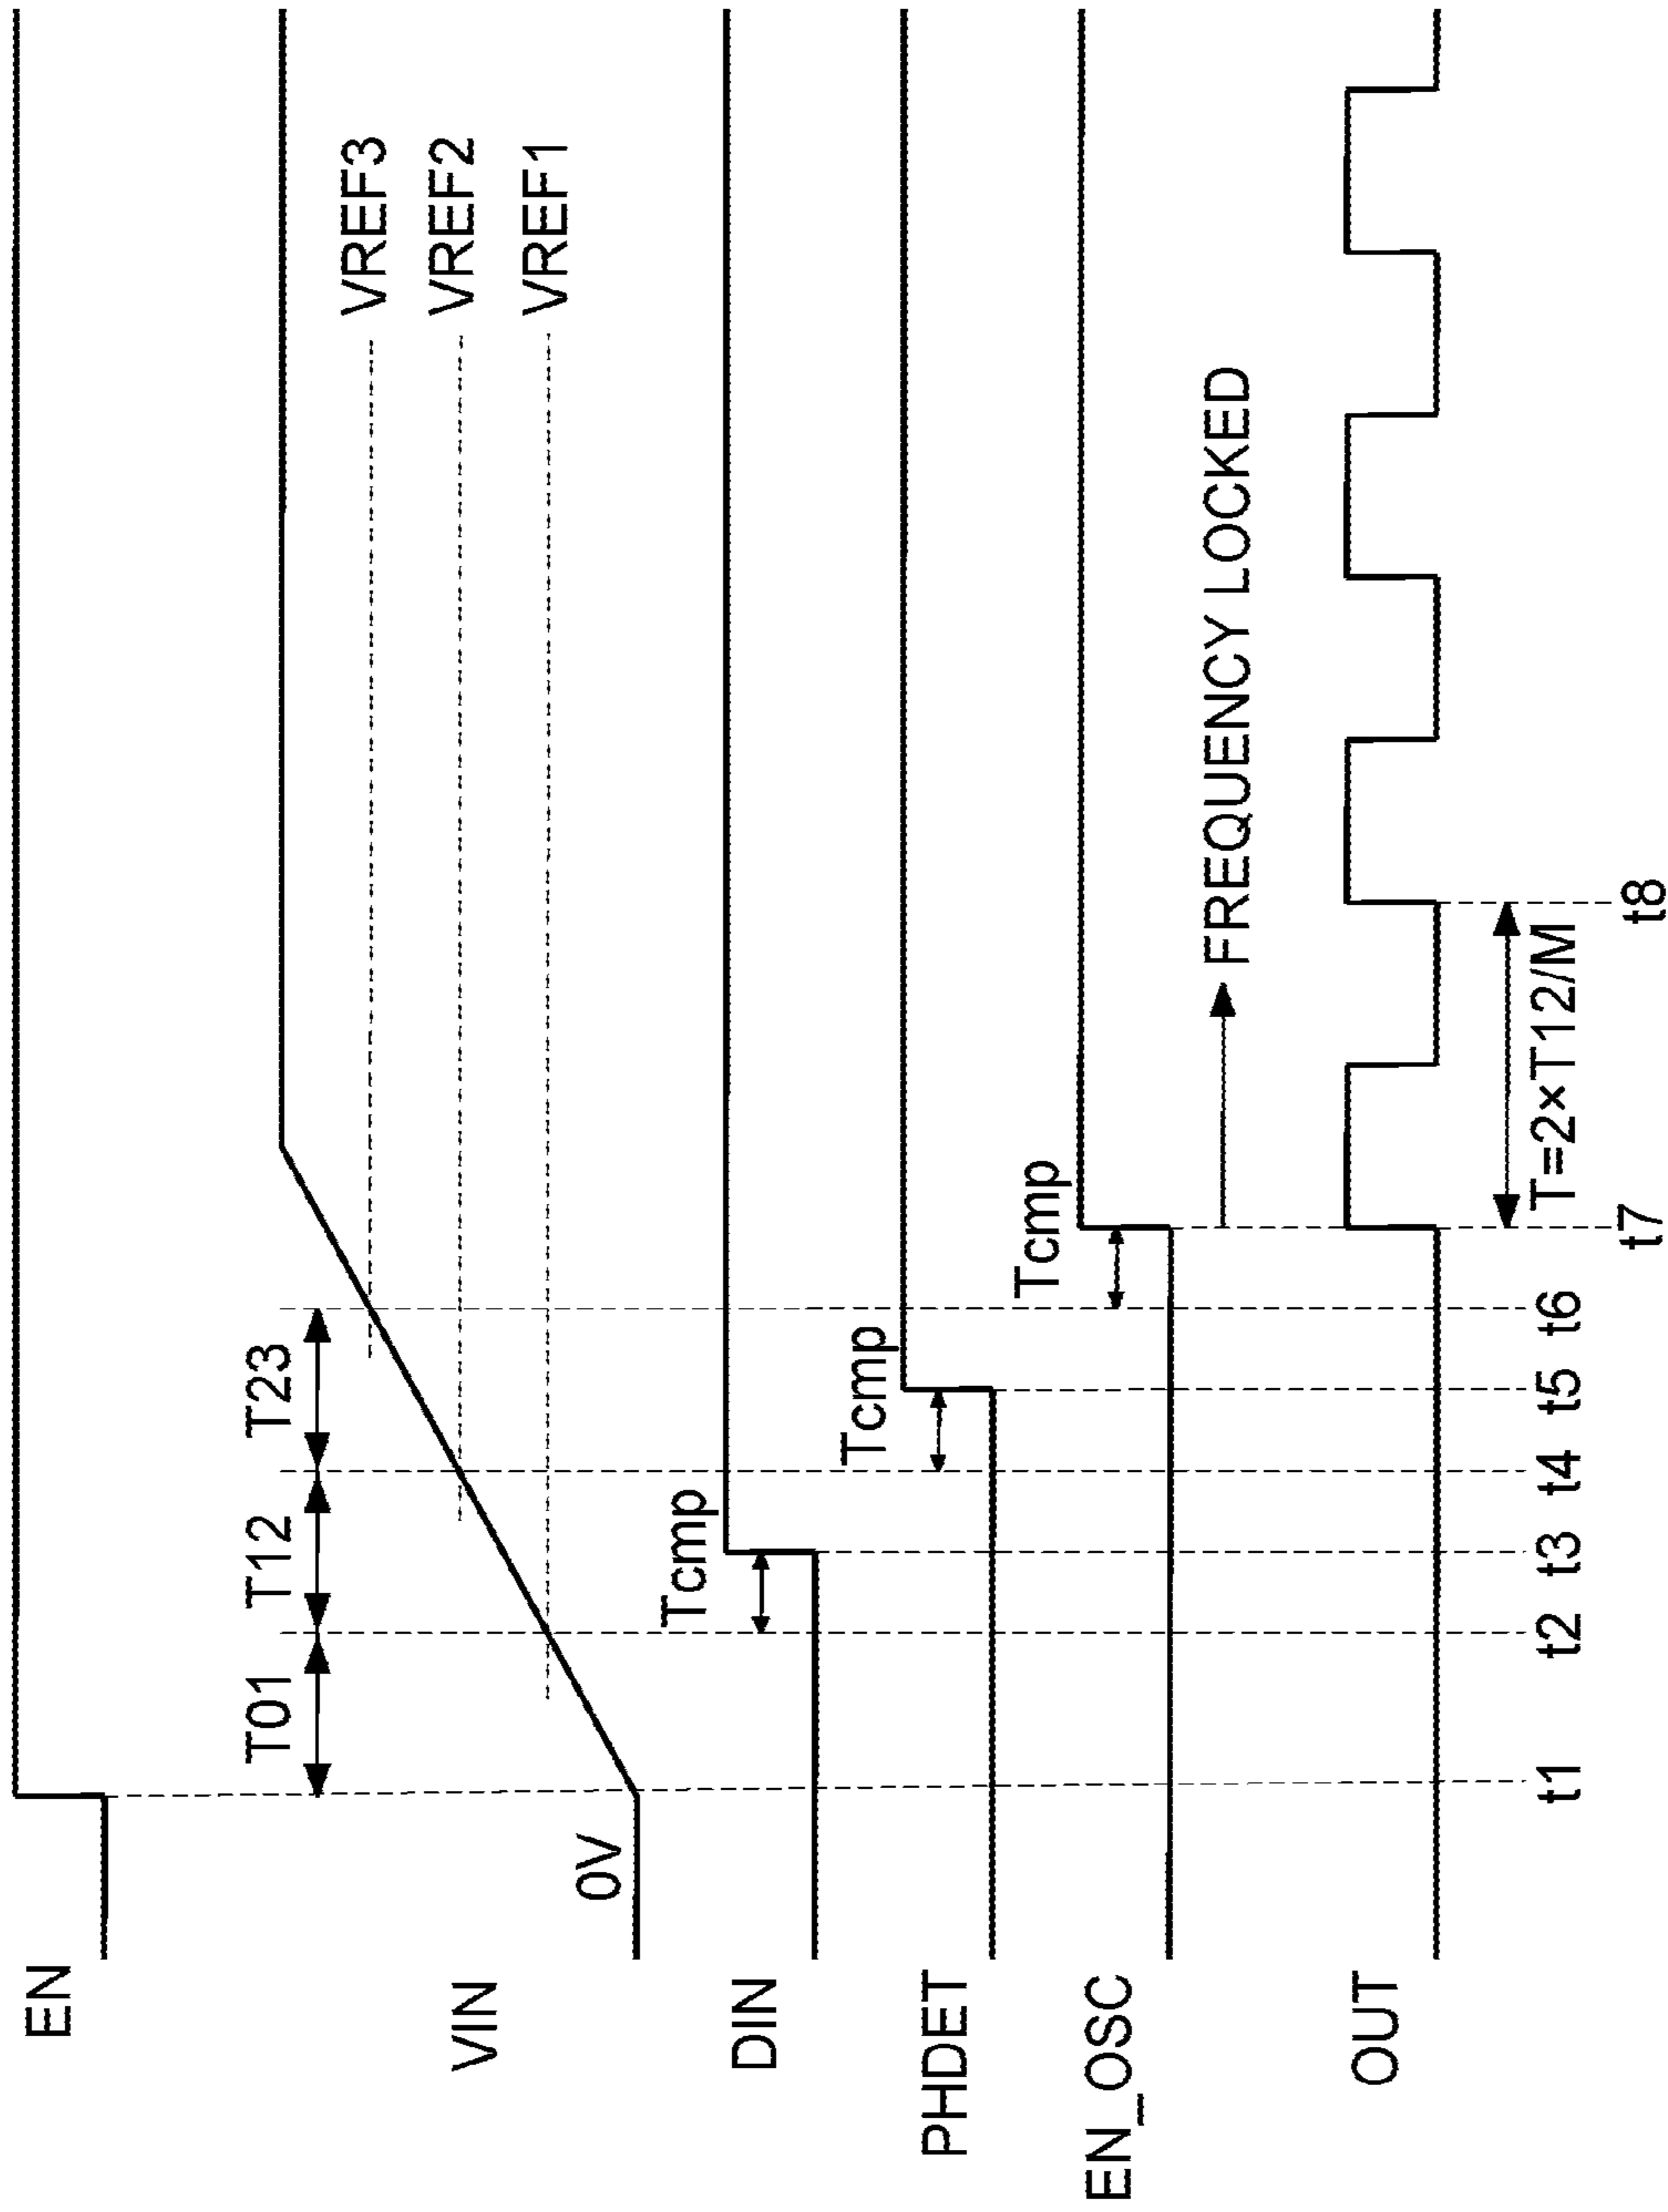 EN
T01
T12
T23
VIN
0V
VREF3
VREF2
VREF1
DIN
Tcmp
PHDET
Tcmp
EN_OSC
Tcmp
FREQUENCY LOCKED
OUT
T=2×T12/M
t1
t2
t3
t4
t5
t6
t7
t8